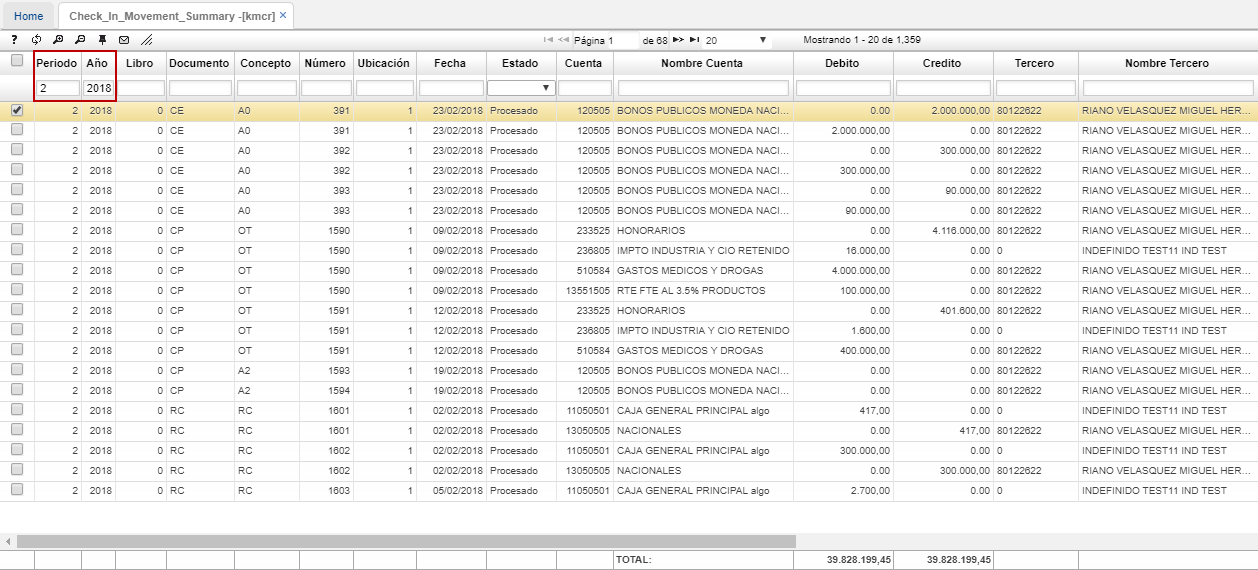 Home Check_In_Movement_Summary -[kmcr] ×
? Página 1 de 68 20 ▼ Mostrando 1 - 20 de 1,359
Periodo Año Libro Documento Concepto Número Ubicación Fecha Estado Cuenta Nombre Cuenta Debito Credito Tercero Nombre Tercero
2 2018
2 2018 0 CE A0 391 1 23/02/2018 Procesado 120505 BONOS PUBLICOS MONEDA NACI... 0.00 2.000.000,00 80122622 RIANO VELASQUEZ MIGUEL HER...
2 2018 0 CE A0 391 1 23/02/2018 Procesado 120505 BONOS PUBLICOS MONEDA NACI... 2.000.000,00 0.00 80122622 RIANO VELASQUEZ MIGUEL HER...
2 2018 0 CE A0 392 1 23/02/2018 Procesado 120505 BONOS PUBLICOS MONEDA NACI... 0.00 300.000,00 80122622 RIANO VELASQUEZ MIGUEL HER...
2 2018 0 CE A0 392 1 23/02/2018 Procesado 120505 BONOS PUBLICOS MONEDA NACI... 300.000,00 0.00 80122622 RIANO VELASQUEZ MIGUEL HER...
2 2018 0 CE A0 393 1 23/02/2018 Procesado 120505 BONOS PUBLICOS MONEDA NACI... 0.00 90.000,00 80122622 RIANO VELASQUEZ MIGUEL HER...
2 2018 0 CE A0 393 1 23/02/2018 Procesado 120505 BONOS PUBLICOS MONEDA NACI... 90.000,00 0.00 80122622 RIANO VELASQUEZ MIGUEL HER...
2 2018 0 CP OT 1590 1 09/02/2018 Procesado 233525 HONORARIOS 0.00 4.116.000,00 80122622 RIANO VELASQUEZ MIGUEL HER...
2 2018 0 CP OT 1590 1 09/02/2018 Procesado 236805 IMPTO INDUSTRIA Y CIO RETENIDO 16.000,00 0.00 0 INDEFINIDO TEST11 IND TEST
2 2018 0 CP OT 1590 1 09/02/2018 Procesado 510584 GASTOS MEDICOS Y DROGAS 4.000.000,00 0.00 80122622 RIANO VELASQUEZ MIGUEL HER...
2 2018 0 CP OT 1590 1 09/02/2018 Procesado 13551505 RTE FTE AL 3.5% PRODUCTOS 100.000,00 0.00 80122622 RIANO VELASQUEZ MIGUEL HER...
2 2018 0 CP OT 1591 1 12/02/2018 Procesado 233525 HONORARIOS 0.00 401.600,00 80122622 RIANO VELASQUEZ MIGUEL HER...
2 2018 0 CP OT 1591 1 12/02/2018 Procesado 236805 IMPTO INDUSTRIA Y CIO RETENIDO 1.600,00 0.00 0 INDEFINIDO TEST11 IND TEST
2 2018 0 CP OT 1591 1 12/02/2018 Procesado 510584 GASTOS MEDICOS Y DROGAS 400.000,00 0.00 80122622 RIANO VELASQUEZ MIGUEL HER...
2 2018 0 CP A2 1593 1 19/02/2018 Procesado 120505 BONOS PUBLICOS MONEDA NACI... 0.00 0.00 80122622 RIANO VELASQUEZ MIGUEL HER...
2 2018 0 CP A2 1594 1 19/02/2018 Procesado 120505 BONOS PUBLICOS MONEDA NACI... 0.00 0.00 80122622 RIANO VELASQUEZ MIGUEL HER...
2 2018 0 RC RC 1601 1 02/02/2018 Procesado 11050501 CAJA GENERAL PRINCIPAL algo 417,00 0.00 0 INDEFINIDO TEST11 IND TEST
2 2018 0 RC RC 1601 1 02/02/2018 Procesado 13050505 NACIONALES 0.00 417,00 80122622 RIANO VELASQUEZ MIGUEL HER...
2 2018 0 RC RC 1602 1 02/02/2018 Procesado 11050501 CAJA GENERAL PRINCIPAL algo 300.000,00 0.00 0 INDEFINIDO TEST11 IND TEST
2 2018 0 RC RC 1602 1 02/02/2018 Procesado 13050505 NACIONALES 0.00 300.000,00 80122622 RIANO VELASQUEZ MIGUEL HER...
2 2018 0 RC RC 1603 1 05/02/2018 Procesado 11050501 CAJA GENERAL PRINCIPAL algo 2.700,00 0.00 0 INDEFINIDO TEST11 IND TEST
TOTAL: 39.828.199,45 39.828.199,45